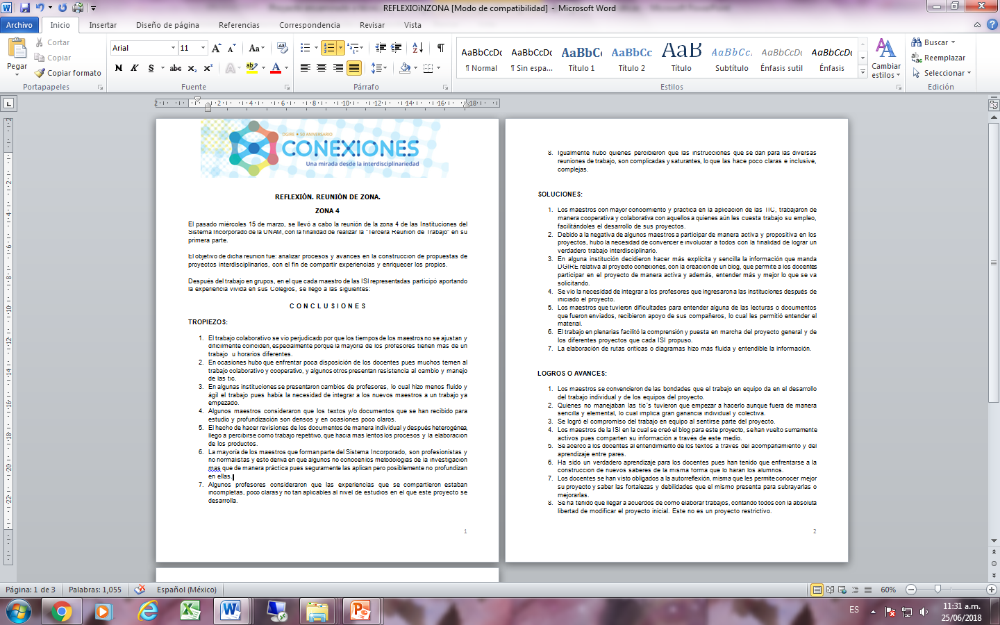 REFLEXIOiNZONA [Modo de compatibilidad] - Microsoft Word
Archivo Inicio Insertar Diseño de página Referencias Correspondencia Revisar Vista
Pegar
Cortar
Copiar
Copiar formato
Portapapeles
Arial 11
Fuente
Párrafo
AaBbCcDc AaBbCcDc AaBbCc AaBbCc AaB AaBbCc. AaBbCcDc AaBbCcDc
¶ Normal ¶ Sin espa... Título 1 Título 2 Título Subtítulo Énfasis sutil Énfasis
Estilos
Cambiar estilos
Buscar
Reemplazar
Seleccionar
Edición
DGIRE • 50 ANIVERSARIO
CONEXIONES
Una mirada desde la interdisciplinariedad
REFLEXIÓN. REUNIÓN DE ZONA.
ZONA 4
El pasado miércoles 15 de marzo, se llevó a cabo la reunión de la zona 4 de las Instituciones del
Sistema Incorporado de la UNAM, con la finalidad de realizar la "Tercera Reunión de Trabajo" en su
primera parte.
El objetivo de dicha reunión fue: analizar procesos y avances en la construcción de propuestas de
proyectos interdisciplinarios, con el fin de compartir experiencias y enriquecer los propios.
Después del trabajo en grupos, en el que cada maestro de las ISI representadas participó aportando
la experiencia vivida en sus Colegios, se llegó a las siguientes:
C O N C L U S I O N E S
TROPIEZOS:
1. El trabajo colaborativo se vio perjudicado por que los tiempos de los maestros no se ajustan y
difícilmente coinciden, especialmente porque la mayoría de los profesores tienen más de un
trabajo u horarios diferentes.
2. En ocasiones hubo que enfrentar poca disposición de los docentes pues muchos temen al
trabajo colaborativo y cooperativo, y algunos otros presentan resistencia al cambio y manejo
de las tic.
3. En algunas instituciones se presentaron cambios de profesores, lo cual hizo menos fluido y
ágil el trabajo pues había la necesidad de integrar a los nuevos maestros a un trabajo ya
empezado.
4. Algunos maestros consideraron que los textos y/o documentos que se han recibido para
estudio y profundización son densos y en ocasiones poco claros.
5. El hecho de hacer revisiones de los documentos de manera individual y después heterogénea,
llegó a percibirse como trabajo repetitivo, que hacía más lentos los procesos y la elaboración
de los productos.
6. La mayoría de los maestros que forman parte del Sistema Incorporado, son profesionistas y
no normalistas y esto deriva en que algunos no conocen los metodologías de la investigación
mas que de manera práctica pues seguramente las aplican pero posiblemente no profundizan
en ellas.
7. Algunos profesores consideraron que las experiencias que se compartieron estaban
incompletas, poco claras y no tan aplicables al nivel de estudios en el que este proyecto se
desarrolla.
1
8. Igualmente hubo quienes percibieron que las instrucciones que se dan para las diversas
reuniones de trabajo, son complicadas y saturantes, lo que las hace poco claras e inclusive,
complejas.
SOLUCIONES:
1. Los maestros con mayor conocimiento y práctica en la aplicación de las TIC, trabajaron de
manera cooperativa y colaborativa con aquellos a quienes aún les cuesta trabajo su empleo,
facilitándoles el desarrollo de sus proyectos.
2. Debido a la negativa de algunos maestros a participar de manera activa y propositiva en los
proyectos, hubo la necesidad de convencer e involucrar a todos con la finalidad de lograr un
verdadero trabajo interdisciplinario.
3. En alguna institución decidieron hacer más explícita y sencilla la información que manda
DGIRE relativa al proyecto conexiones, con la creación de un blog, que permite a los docentes
participar en el proyecto de manera activa y además, entender más y mejor lo que se va
solicitando.
4. Se vio la necesidad de integrar a los profesores que ingresaron a las instituciones después de
iniciado el proyecto.
5. Los maestros que tuvieron dificultades para entender alguna de las lecturas o documentos
que fueron enviados, recibieron apoyo de sus compañeros, lo cual les permitió entender el
material.
6. El trabajo en plenarias facilitó la comprensión y puesta en marcha del proyecto general y de
los diferentes proyectos que cada ISI propuso.
7. La elaboración de rutas críticas o diagramas hizo más fluida y entendible la información.
LOGROS O AVANCES:
1. Los maestros se convencieron de las bondades que el trabajo en equipo da en el desarrollo
del trabajo individual y de los equipos del proyecto.
2. Quienes no manejaban las tic´s tuvieron que empezar a hacerlo aunque fuera de manera
sencilla y elemental, lo cual implica gran ganancia individual y colectiva.
3. Se logró el compromiso del trabajo en equipo al sentirse parte del proyecto.
4. Los maestros de la ISI en la cual se creó el blog para este proyecto, se han vuelto sumamente
activos pues comparten su información a través de este medio.
5. Se acercó a los docentes al entendimiento de los textos a través del acompañamiento y del
aprendizaje entre pares.
6. Ha sido un verdadero aprendizaje para los docentes pues han tenido que enfrentarse a la
construcción de nuevos saberes de la misma forma que lo harán los alumnos.
7. Los docentes se han visto obligados a la autorreflexión, misma que les permite conocer mejor
su proyecto y saber las fortalezas y debilidades que el mismo presenta para subrayarlas o
mejorarlas.
8. Se ha tenido que llegar a acuerdos de como elaborar trabajos, contando todos con la absoluta
libertad de modificar el proyecto inicial. Este no es un proyecto restrictivo.
2
Página: 1 de 3 Palabras: 1,055 Español (México) 60%
ES 11:31 a.m.
25/06/2018